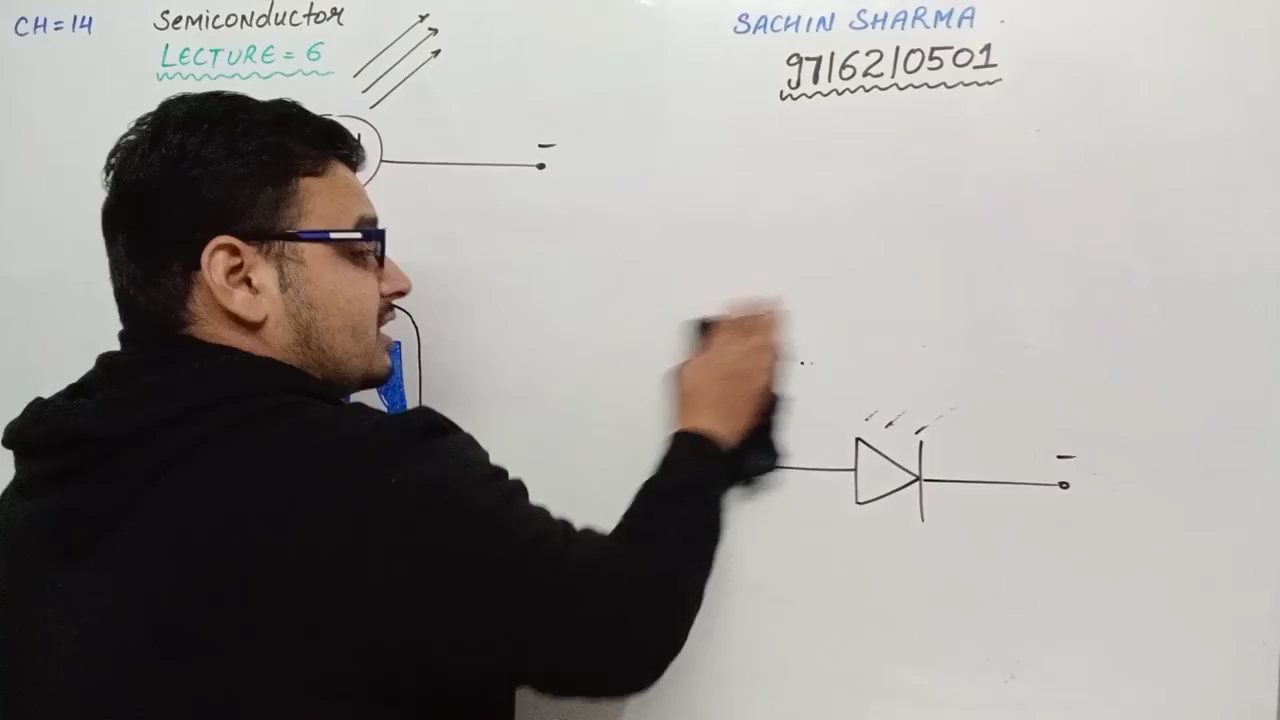 CH = 14
Semiconductor
LECTURE = 6
SACHIN SHARMA
9716210501
-
-